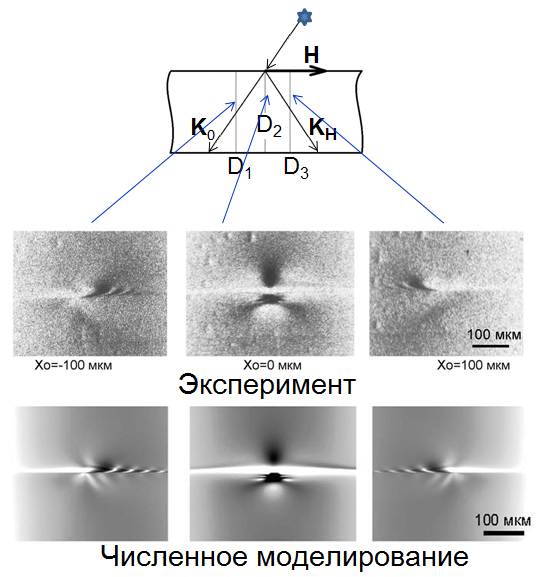 H
K0 D2 KH
D1 D3
100 мкм
Xo=-100 мкм Xo=0 мкм Xo=100 мкм
Эксперимент
100 мкм
Численное моделирование